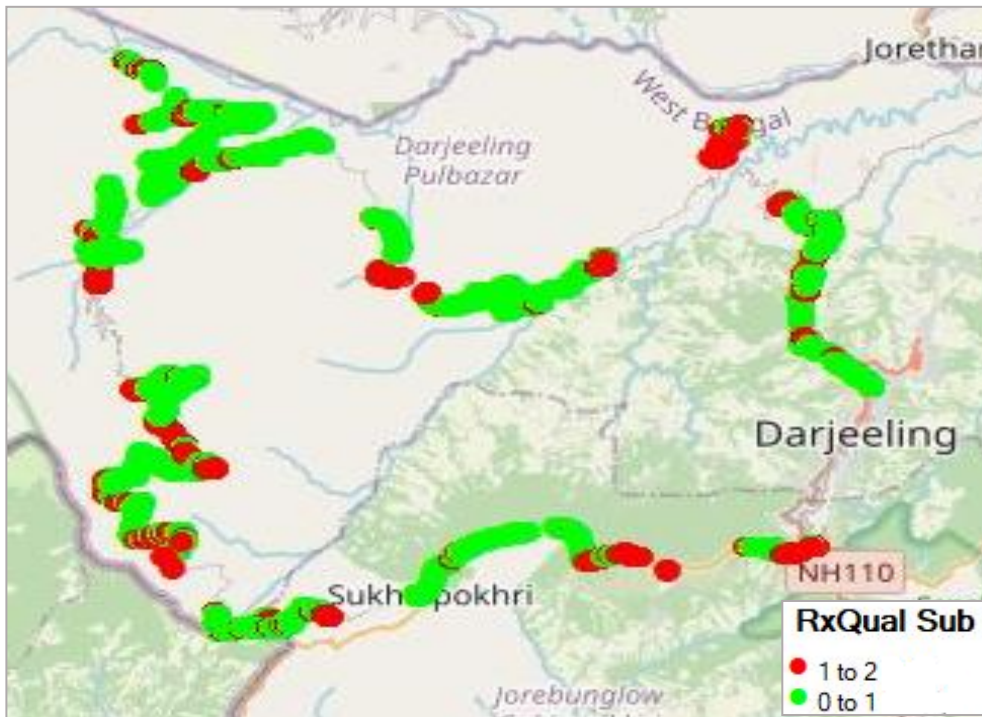 Jorethan
West Bengal
Darjeeling
Pulbazar
Darjeeling
NH110
Sukhiapokhri
RxQual Sub
1 to 2
0 to 1
Jorebunglow